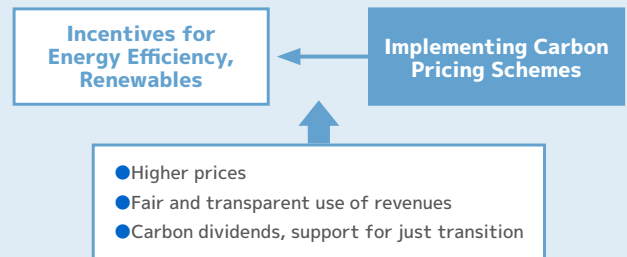 Incentives for
Energy Efficiency,
Renewables
Implementing Carbon
Pricing Schemes
●Higher prices
●Fair and transparent use of revenues
●Carbon dividends, support for just transition